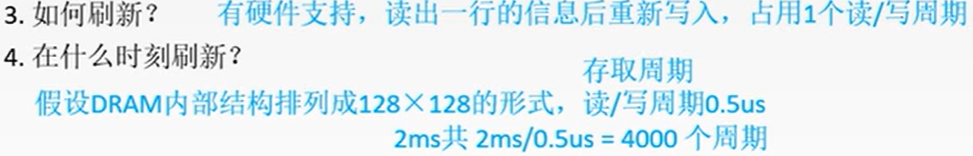 3. 如何刷新? 有硬件支持，读出一行的信息后重新写入，占用1个读/写周期
4. 在什么时刻刷新?
存取周期
假设DRAM内部结构排列成128×128的形式，读/写周期0.5us
2ms共 2ms/0.5us = 4000 个周期